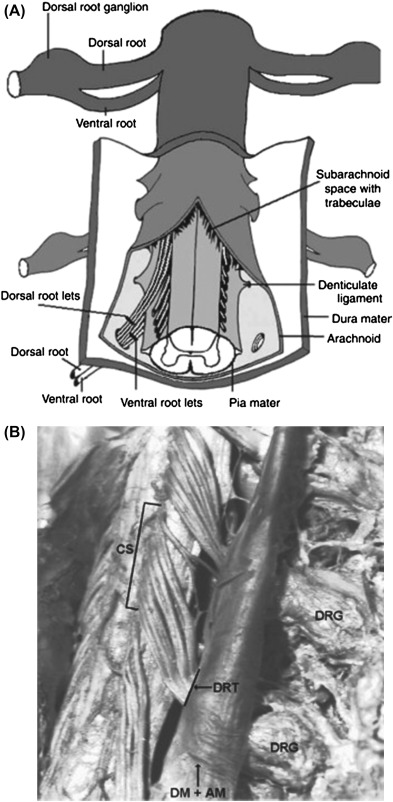 (A)
Dorsal root ganglion
Dorsal root
Ventral root
Subarachnoid
space with
trabeculae
Denticulate
ligament
Dura mater
Arachnoid
Dorsal root lets
Dorsal root
Ventral root
Ventral root lets
Pia mater
(B)
CS
DRG
DRT
DRG
DM + AM